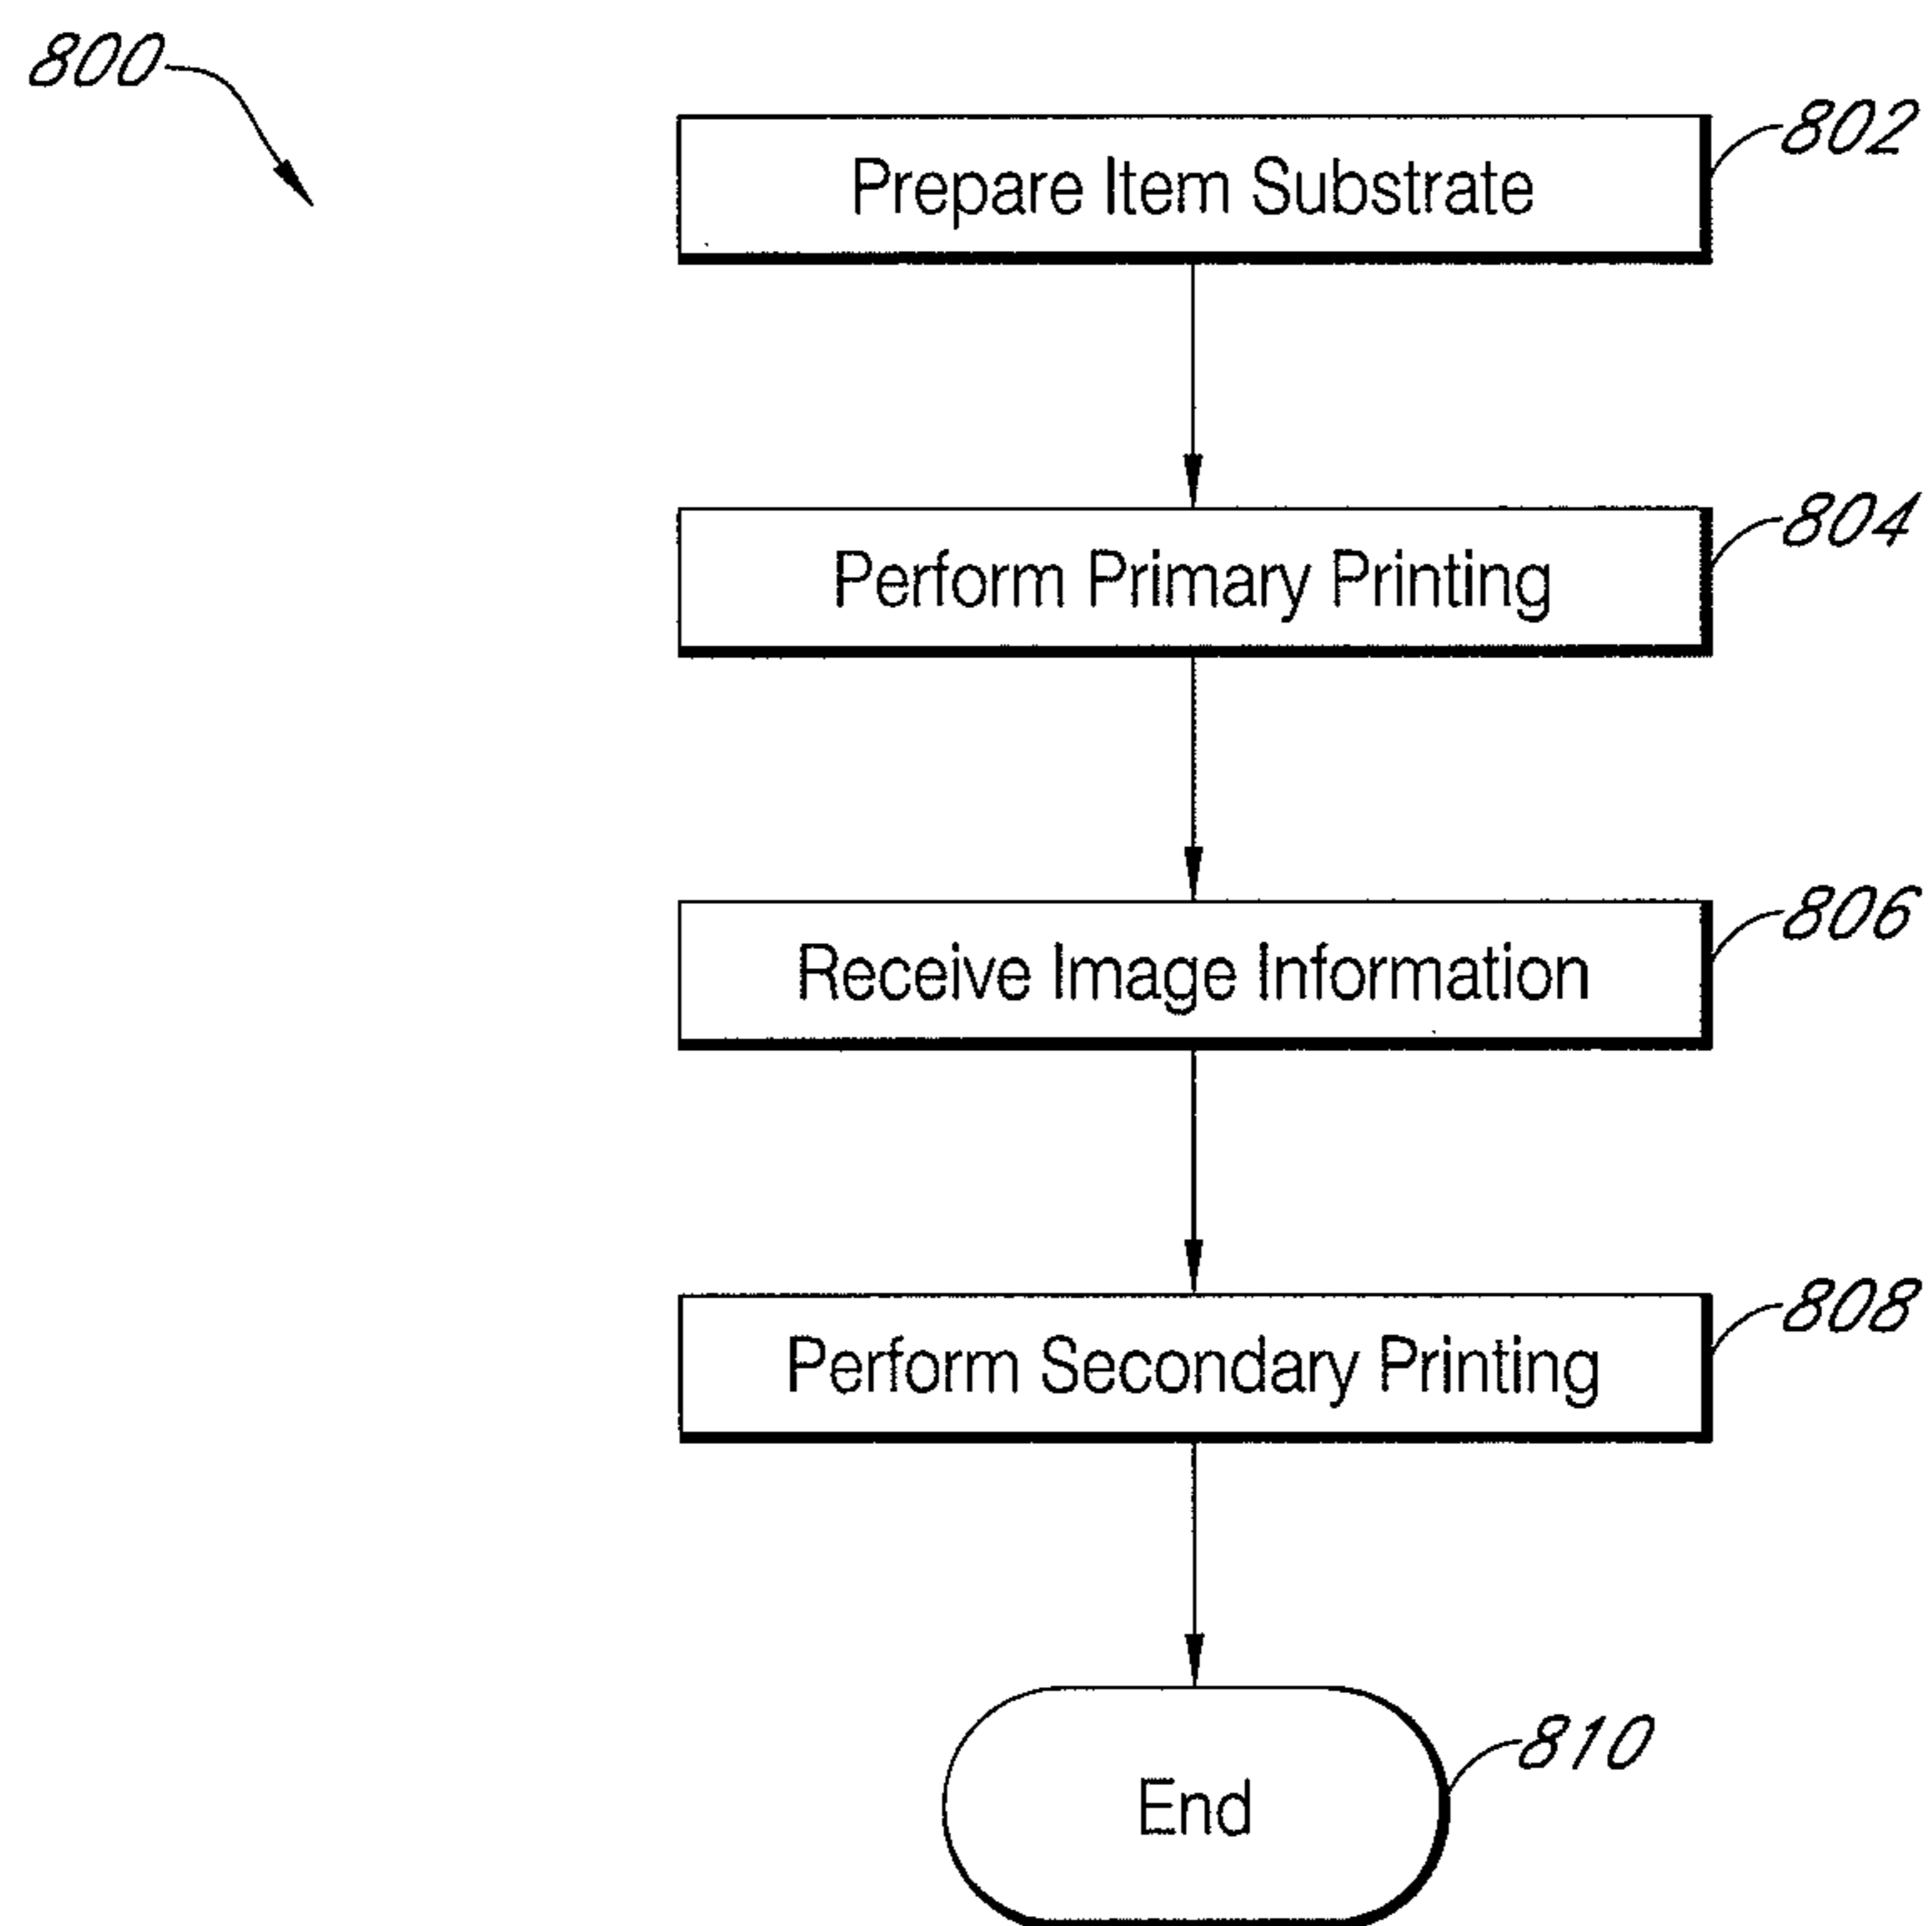 800
802
Prepare Item Substrate
804
Perform Primary Printing
806
Receive Image Information
808
Perform Secondary Printing
810
End